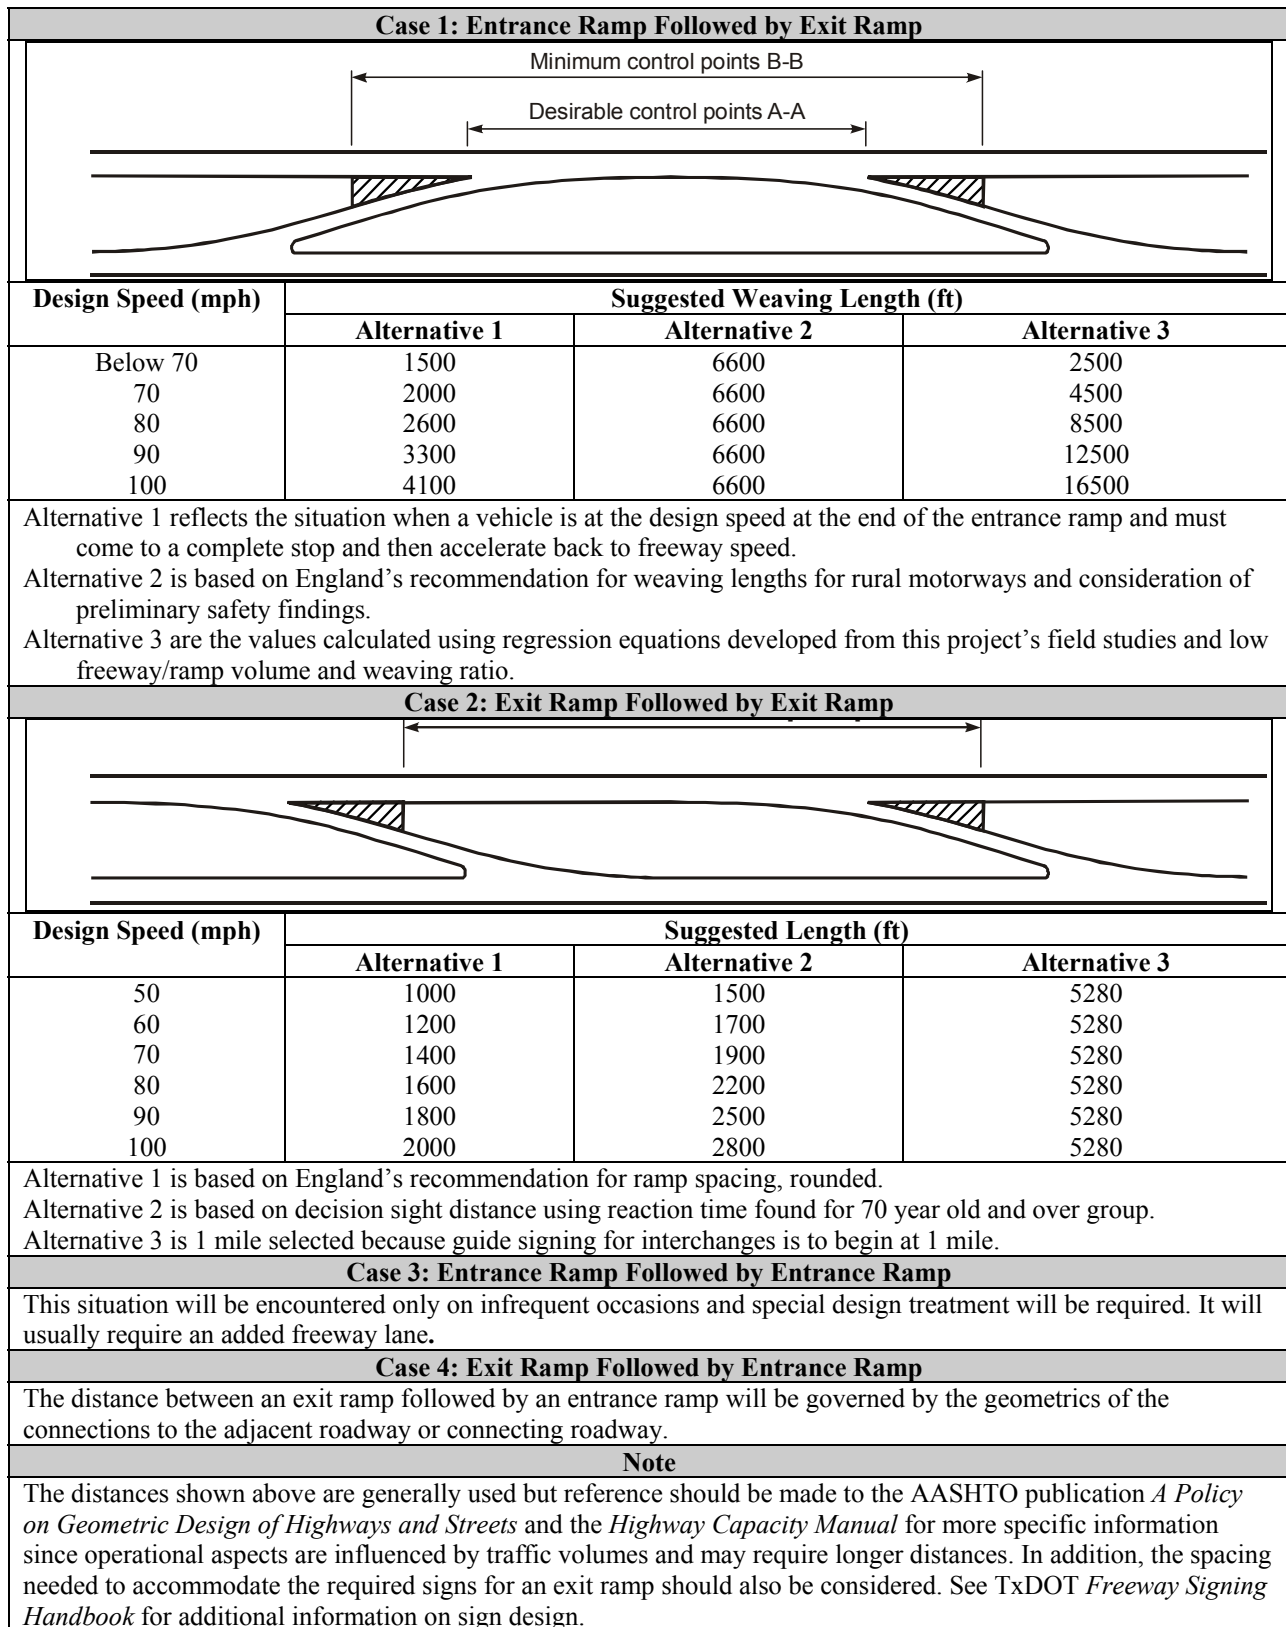 Case 1: Entrance Ramp Followed by Exit Ramp
Minimum control points B-B
Desirable control points A-A
Design Speed (mph) Suggested Weaving Length (ft)
Alternative 1 Alternative 2 Alternative 3
Below 70 1500 6600 2500
70 2000 6600 4500
80 2600 6600 8500
90 3300 6600 12500
100 4100 6600 16500
Alternative 1 reflects the situation when a vehicle is at the design speed at the end of the entrance ramp and must
come to a complete stop and then accelerate back to freeway speed.
Alternative 2 is based on England's recommendation for weaving lengths for rural motorways and consideration of
preliminary safety findings.
Alternative 3 are the values calculated using regression equations developed from this project's field studies and low
freeway/ramp volume and weaving ratio.
Case 2: Exit Ramp Followed by Exit Ramp
Design Speed (mph) Suggested Length (ft)
Alternative 1 Alternative 2 Alternative 3
50 1000 1500 5280
60 1200 1700 5280
70 1400 1900 5280
80 1600 2200 5280
90 1800 2500 5280
100 2000 2800 5280
Alternative 1 is based on England's recommendation for ramp spacing, rounded.
Alternative 2 is based on decision sight distance using reaction time found for 70 year old and over group.
Alternative 3 is 1 mile selected because guide signing for interchanges is to begin at 1 mile.
Case 3: Entrance Ramp Followed by Entrance Ramp
This situation will be encountered only on infrequent occasions and special design treatment will be required. It will
usually require an added freeway lane.
Case 4: Exit Ramp Followed by Entrance Ramp
The distance between an exit ramp followed by an entrance ramp will be governed by the geometrics of the
connections to the adjacent roadway or connecting roadway.
Note
The distances shown above are generally used but reference should be made to the AASHTO publication A Policy
on Geometric Design of Highways and Streets and the Highway Capacity Manual for more specific information
since operational aspects are influenced by traffic volumes and may require longer distances. In addition, the spacing
needed to accommodate the required signs for an exit ramp should also be considered. See TxDOT Freeway Signing
Handbook for additional information on sign design.